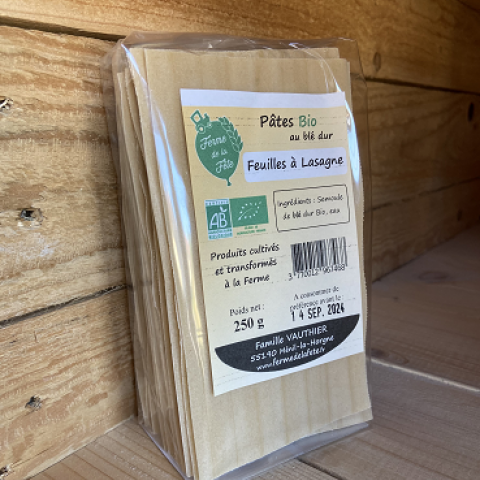 Ferme
de la
Fête
Pâtes Bio
au blé dur
Feuilles à Lasagne
AB
Ingrédients : Semoule
de blé dur Bio, eau
Produits cultivés
et transformés
à la Ferme
Poids net :
250 g
A consommer de
préférence avant le
14 SEP. 2024
Famille VAUTHIER
55190 Ménil-la-Horgne
www.fermedelafete.fr